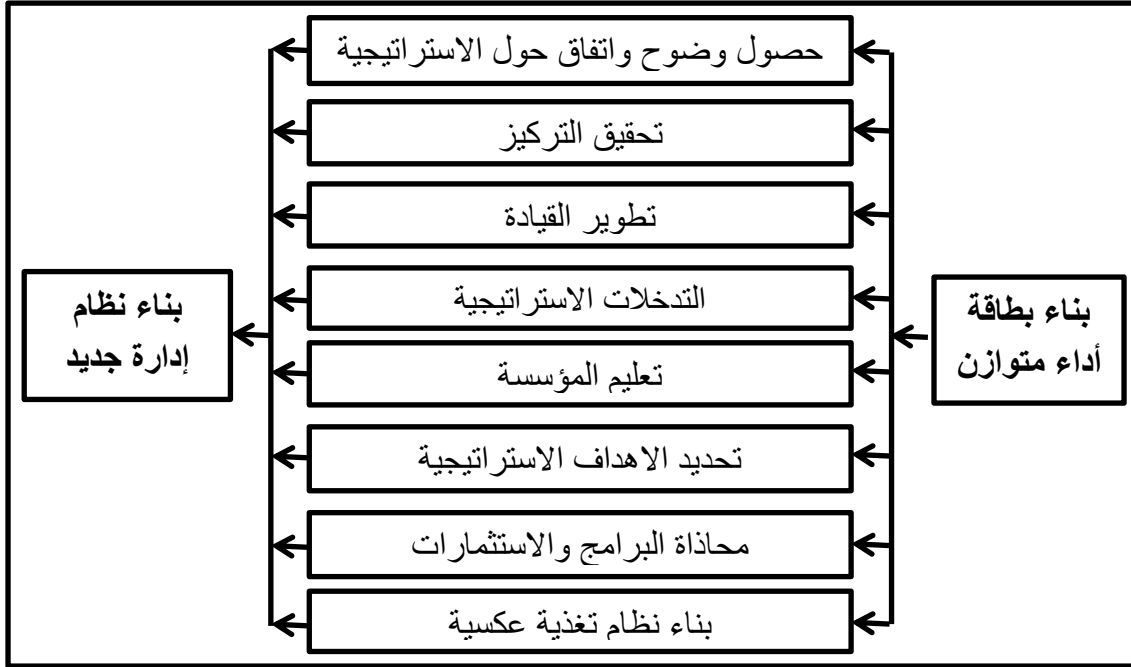 بناء بطاقة
أداء متوازن
حصول وضوح واتفاق حول الاستراتيجية
تحقيق التركيز
تطوير القيادة
التدخلات الاستراتيجية
تعليم المؤسسة
تحديد الاهداف الاستراتيجية
محاذاة البرامج والاستثمارات
بناء نظام تغذية عكسية
بناء نظام
إدارة جديد